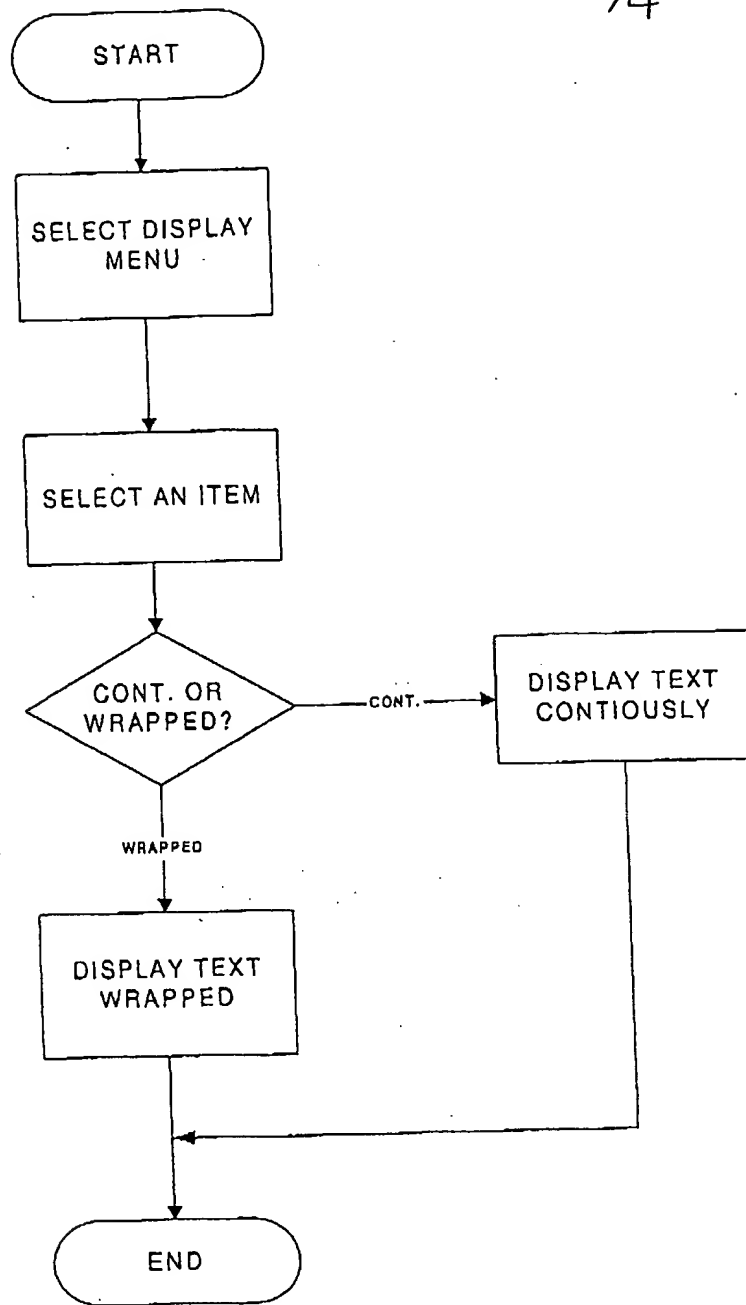 START
SELECT DISPLAY
MENU
SELECT AN ITEM
CONT. OR
WRAPPED?
CONT.
DISPLAY TEXT
CONTIOUSLY
WRAPPED
DISPLAY TEXT
WRAPPED
END